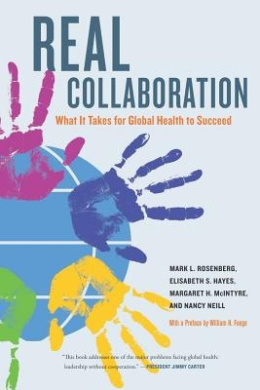 REAL
COLLABORATION
What It Takes for Global Health to Succeed
MARK L. ROSENBERG,
ELISABETH S. HAYES,
MARGARET H. McINTYRE,
AND NANCY NEILL
With a Preface by William H. Foege
"This book addresses one of the major problems facing global health:
leadership without cooperation." —PRESIDENT JIMMY CARTER